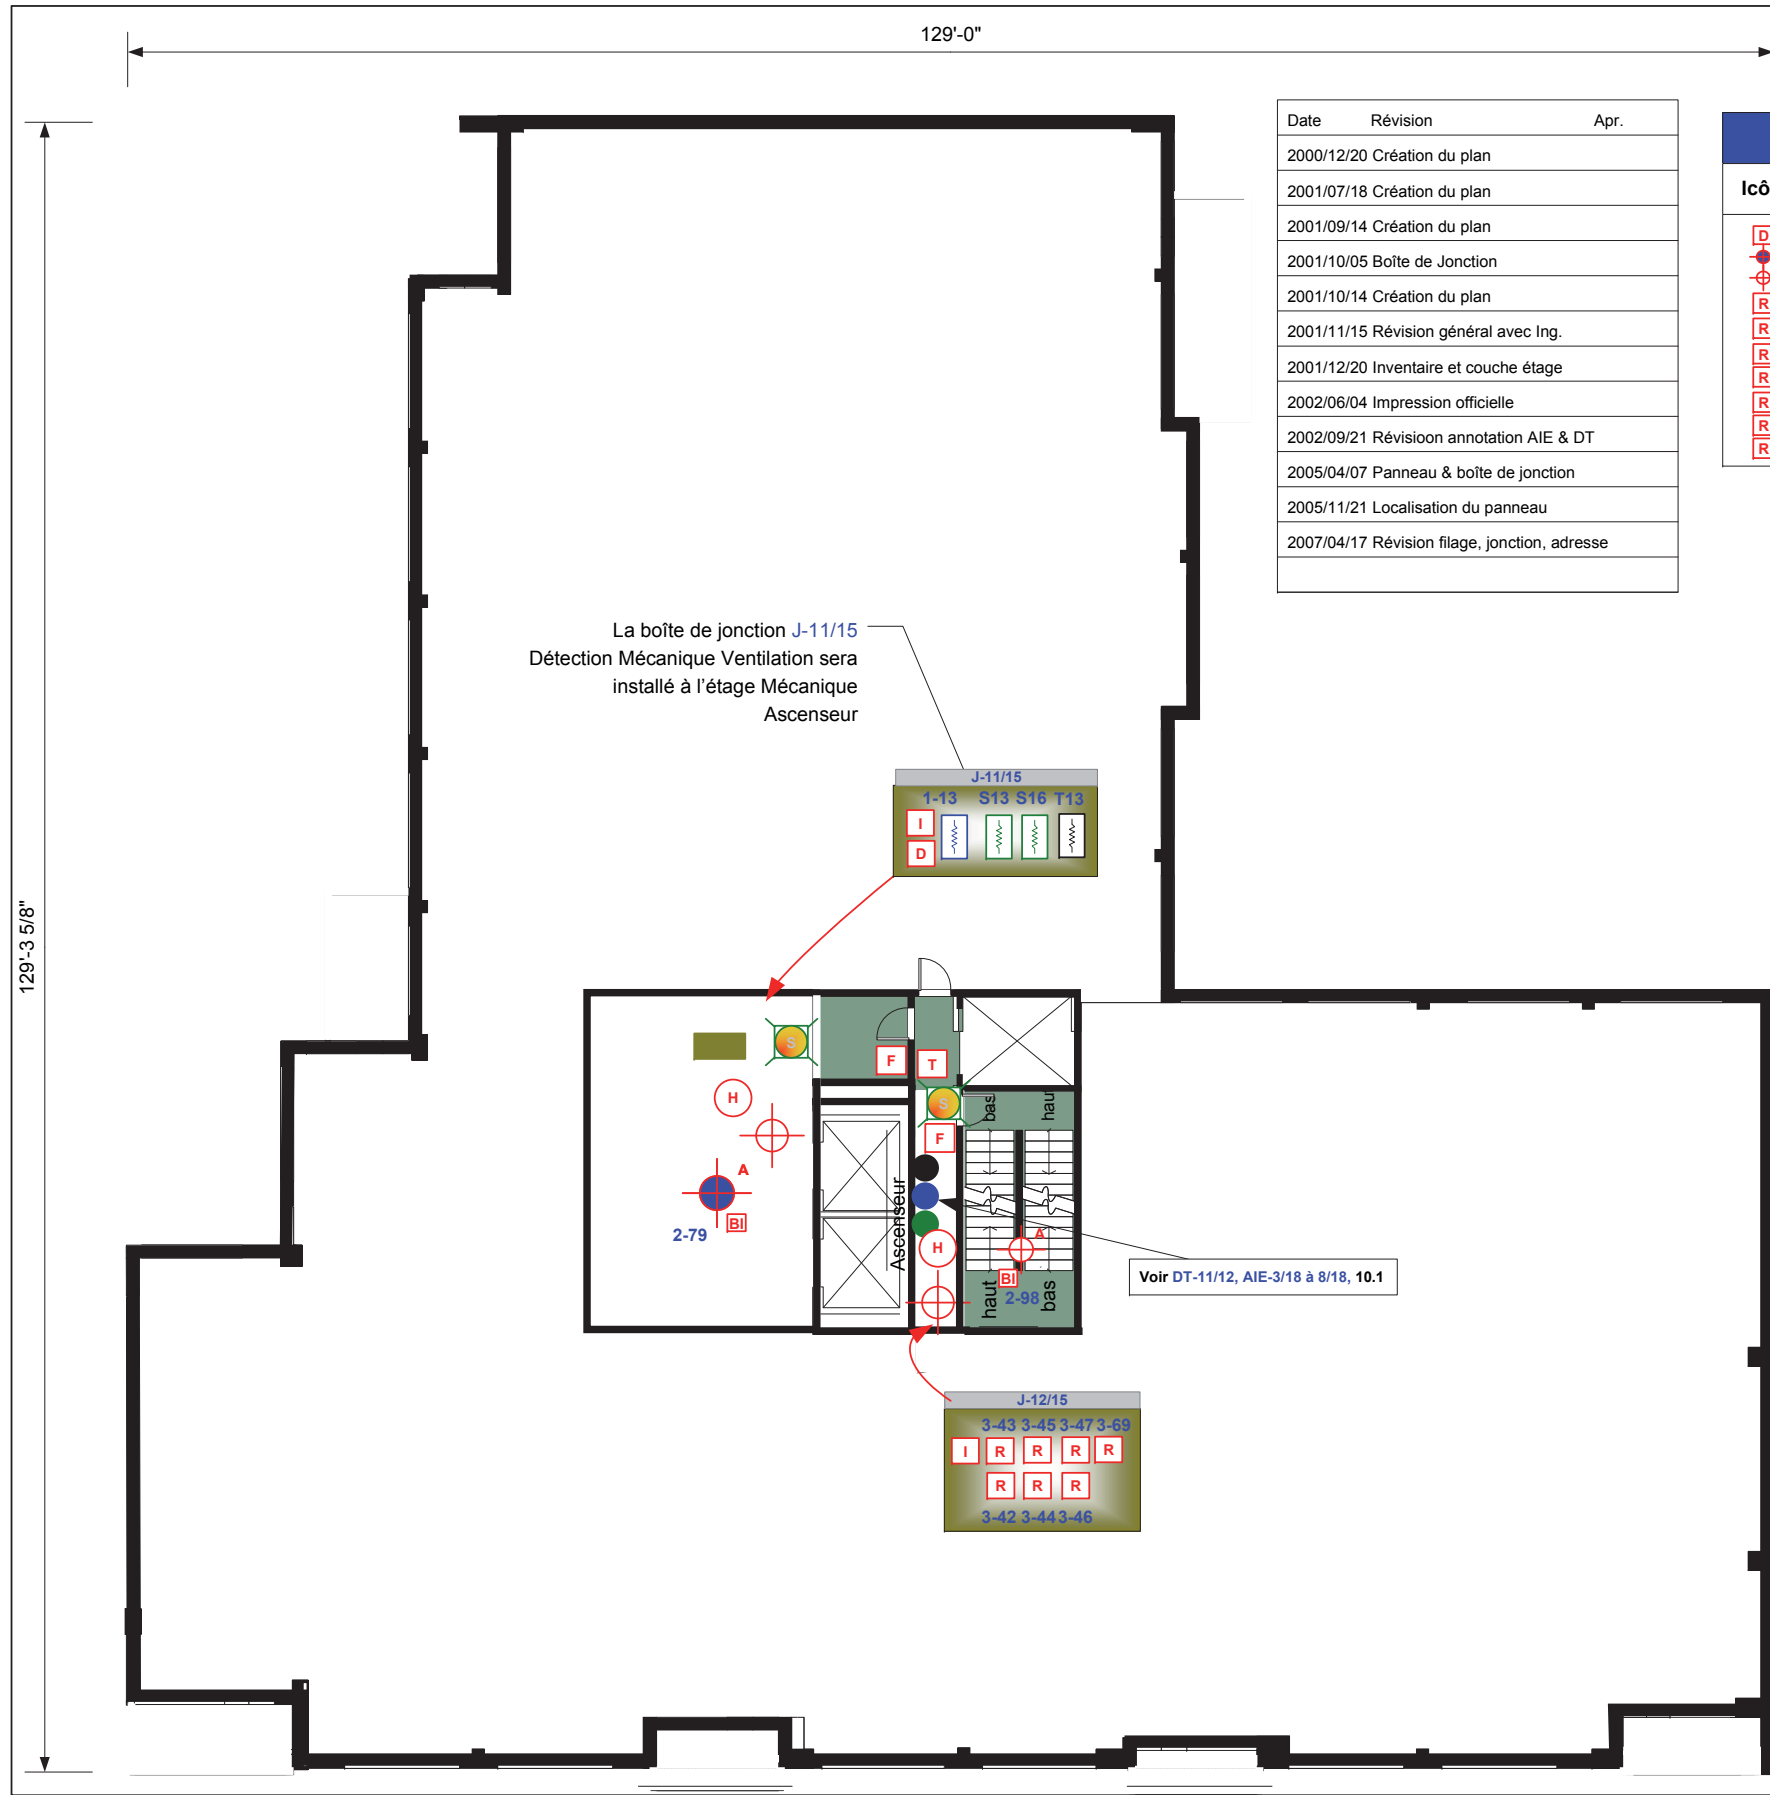 129'-0"
Date Révision Apr.
2000/12/20 Création du plan
2001/07/18 Création du plan
2001/09/14 Création du plan
2001/10/05 Boîte de Jonction
2001/10/14 Création du plan
2001/11/15 Révision général avec Ing.
2001/12/20 Inventaire et couche étage
2002/06/04 Impression officielle
2002/09/21 Révisioon annotation AIE & DT
2005/04/07 Panneau & boîte de jonction
2005/11/21 Localisation du panneau
2007/04/17 Révision filage, jonction, adresse
Icô
D
R
R
R
R
R
R
R
129'-3 5/8"
La boîte de jonction J-11/15
Détection Mécanique Ventilation sera
installé à l'étage Mécanique
Ascenseur
J-11/15
1-13 S13 S16 T13
I
D
S
F
T
H
S
bas
haut
F
A
Ascenseur
BI
2-79
H
A
BI
haut
2-98
bas
Voir DT-11/12, AIE-3/18 à 8/18, 10.1
J-12/15
3-43 3-45 3-47 3-69
I R R R R
R R R
3-42 3-44 3-46